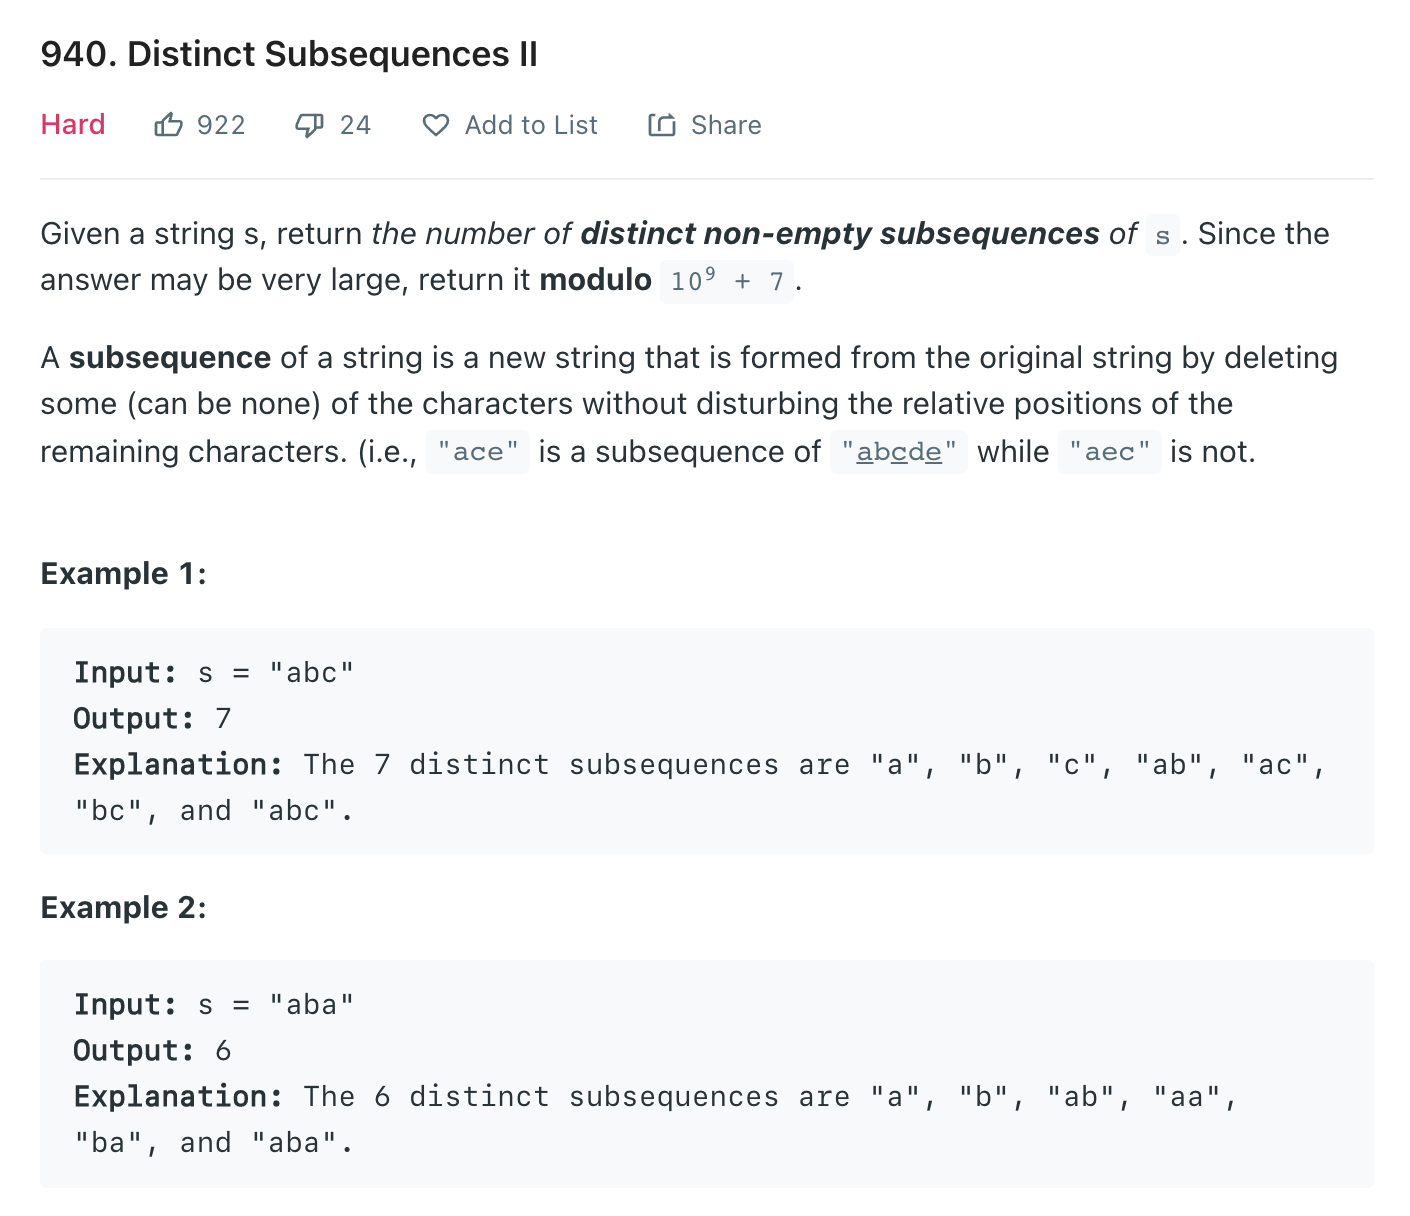 940. Distinct Subsequences II
Hard 922 24 Add to List Share
Given a string s, return the number of distinct non-empty subsequences of s. Since the
answer may be very large, return it modulo 10⁹ + 7.
A subsequence of a string is a new string that is formed from the original string by deleting
some (can be none) of the characters without disturbing the relative positions of the
remaining characters. (i.e., "ace" is a subsequence of "abcde" while "aec" is not.
Example 1:
Input: s = "abc"
Output: 7
Explanation: The 7 distinct subsequences are "a", "b", "c", "ab", "ac",
"bc", and "abc".
Example 2:
Input: s = "aba"
Output: 6
Explanation: The 6 distinct subsequences are "a", "b", "ab", "aa",
"ba", and "aba".